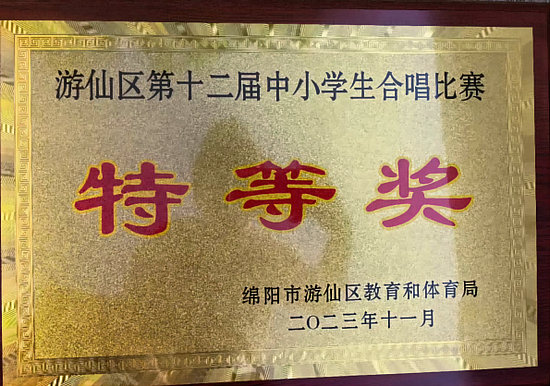 游仙区第十二届中小学生合唱比赛
特等奖
绵阳市游仙区教育和体育局
二〇二三年十一月